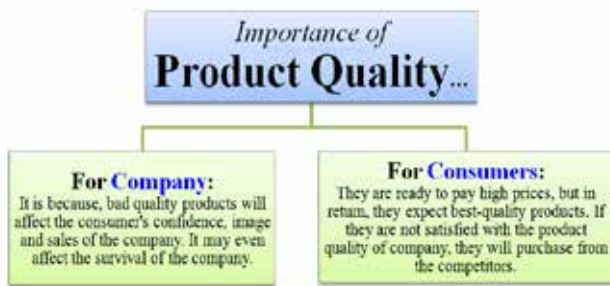 Importance of
Product Quality...
For Company:
It is because, bad quality products will
affect the consumer's confidence, image
and sales of the company. It may even
affect the survival of the company.
For Consumers:
They are ready to pay high prices, but in
return, they expect best-quality products. If
they are not satisfied with the product
quality of company, they will purchase from
the competitors.